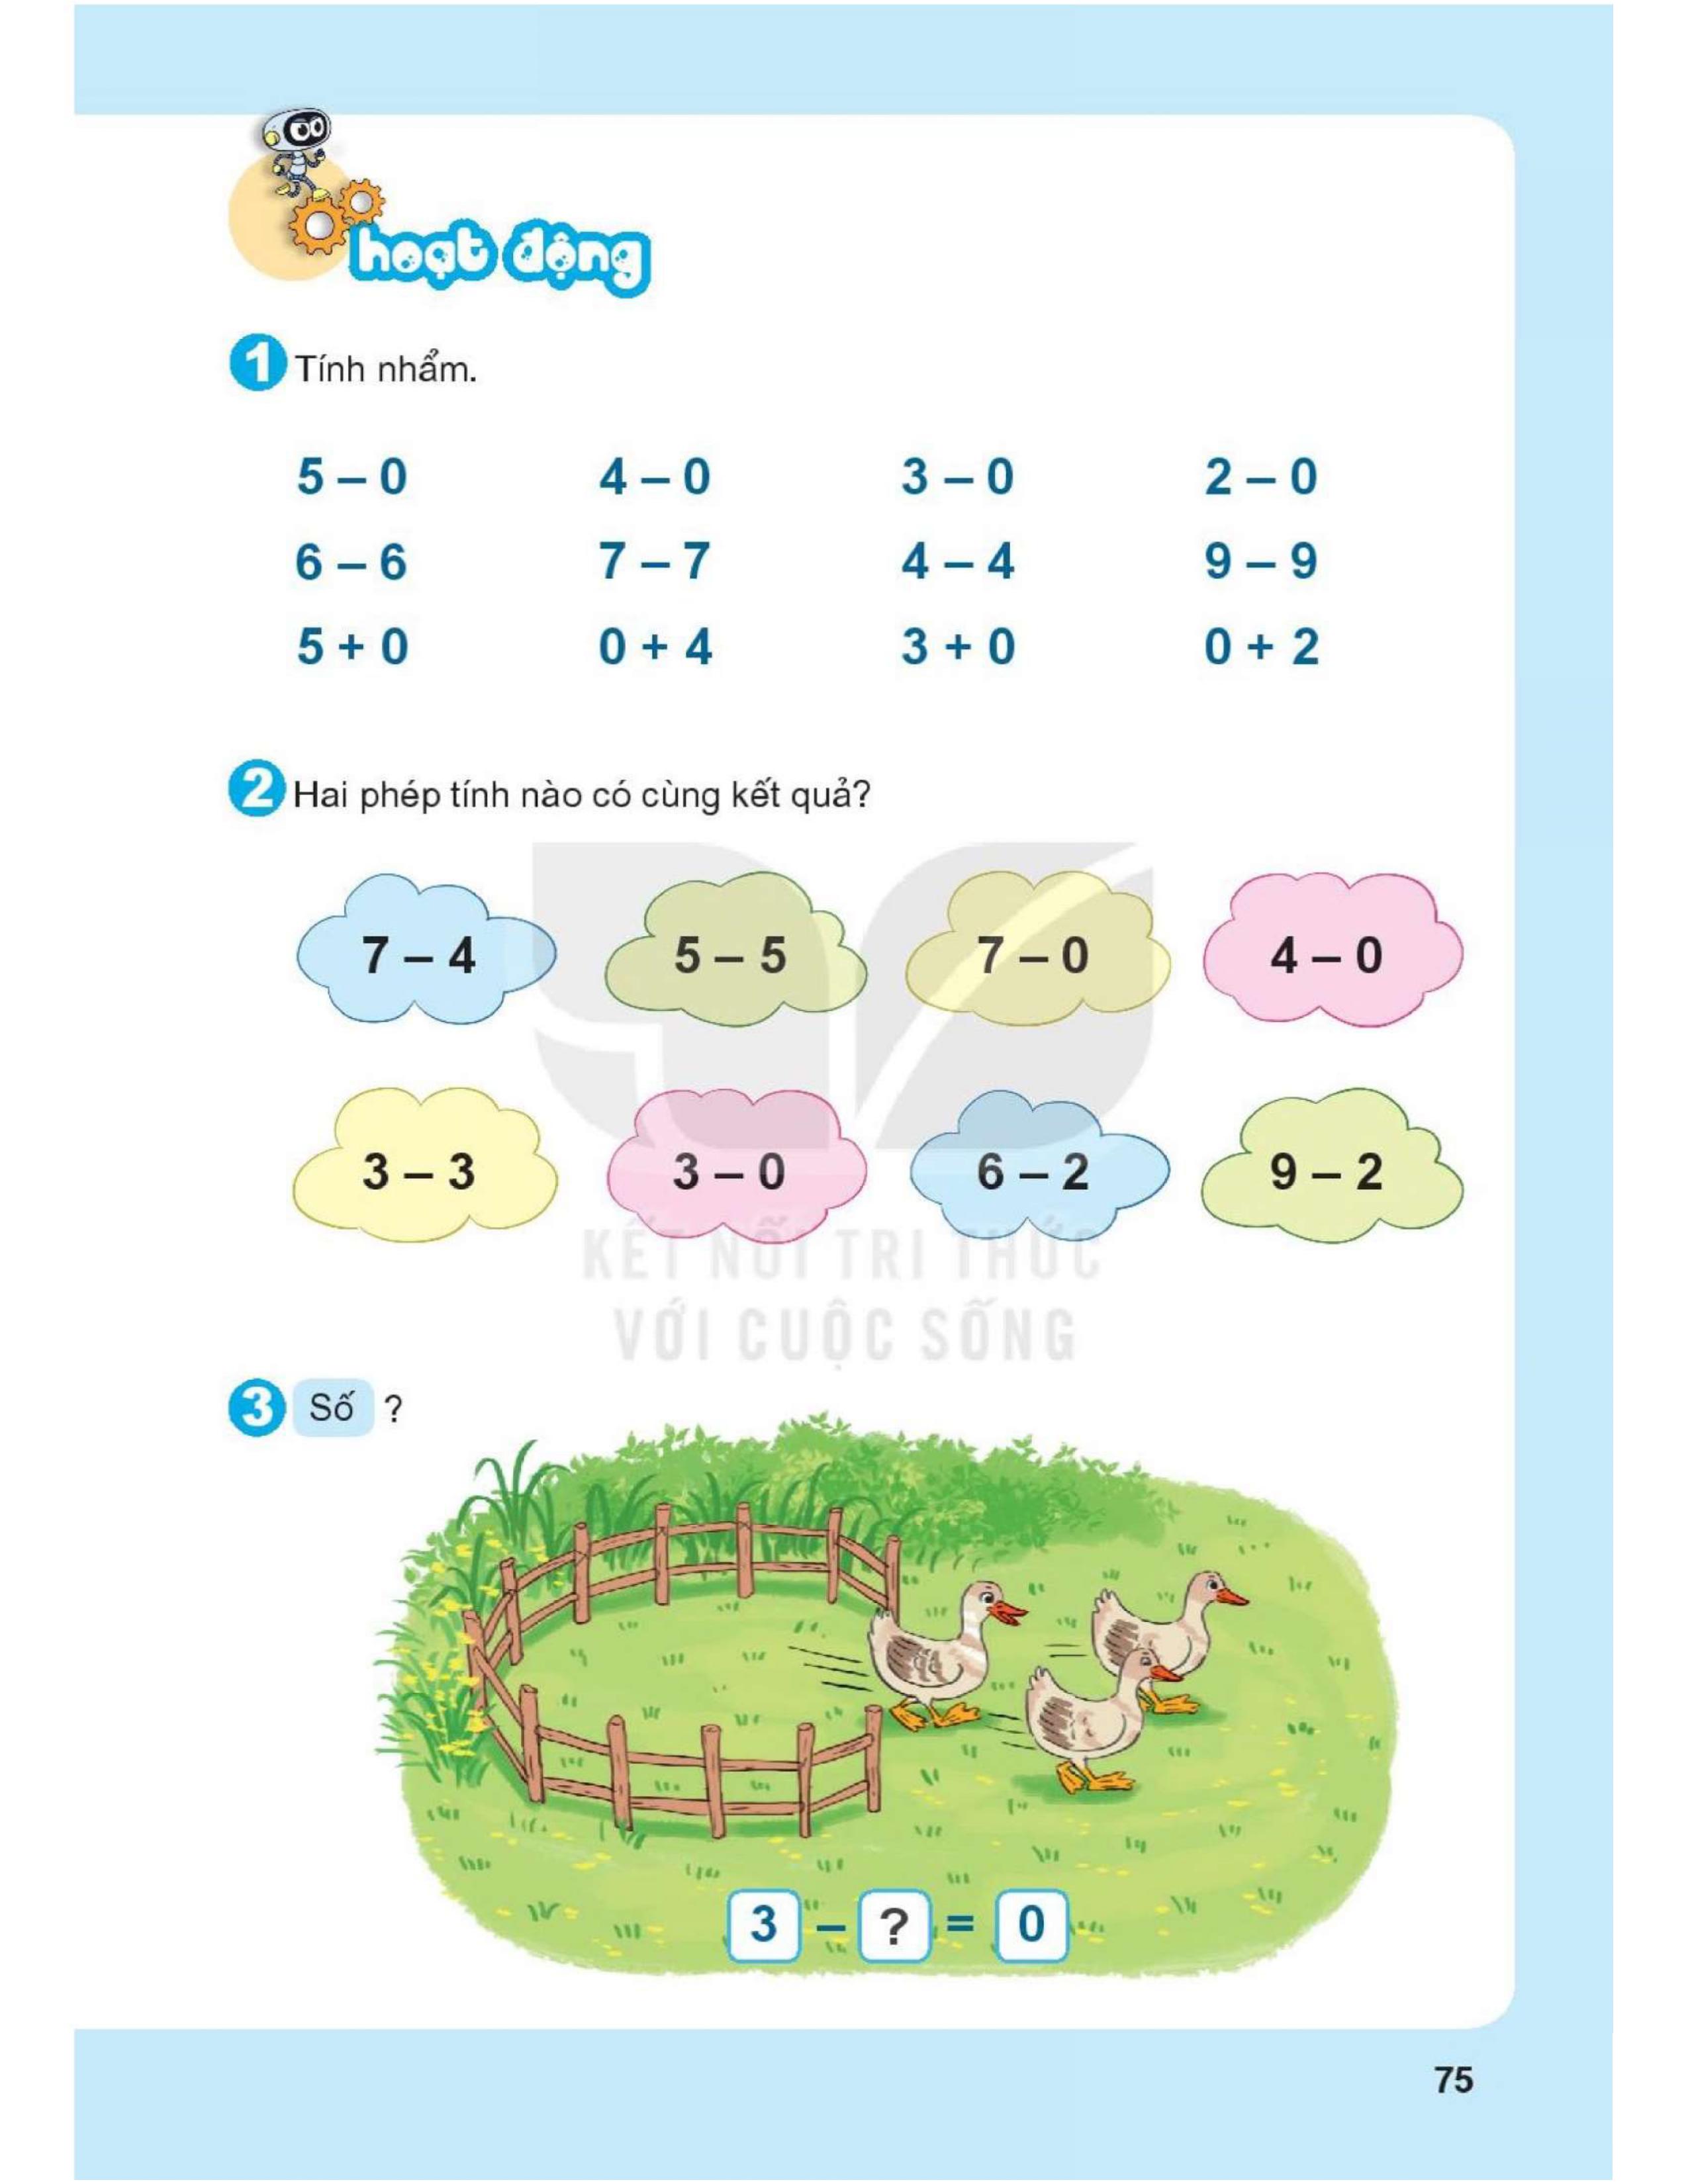 hoạt động
1 Tính nhẩm.
5 – 0 4 – 0 3 – 0 2 – 0
6 – 6 7 – 7 4 – 4 9 – 9
5 + 0 0 + 4 3 + 0 0 + 2
2 Hai phép tính nào có cùng kết quả?
7 – 4 5 – 5 7 – 0 4 – 0
3 – 3 3 – 0 6 – 2 9 – 2
KẾT NỐI TRI THỨC
VỚI CUỘC SỐNG
3 Số ?
3 – ? = 0
75